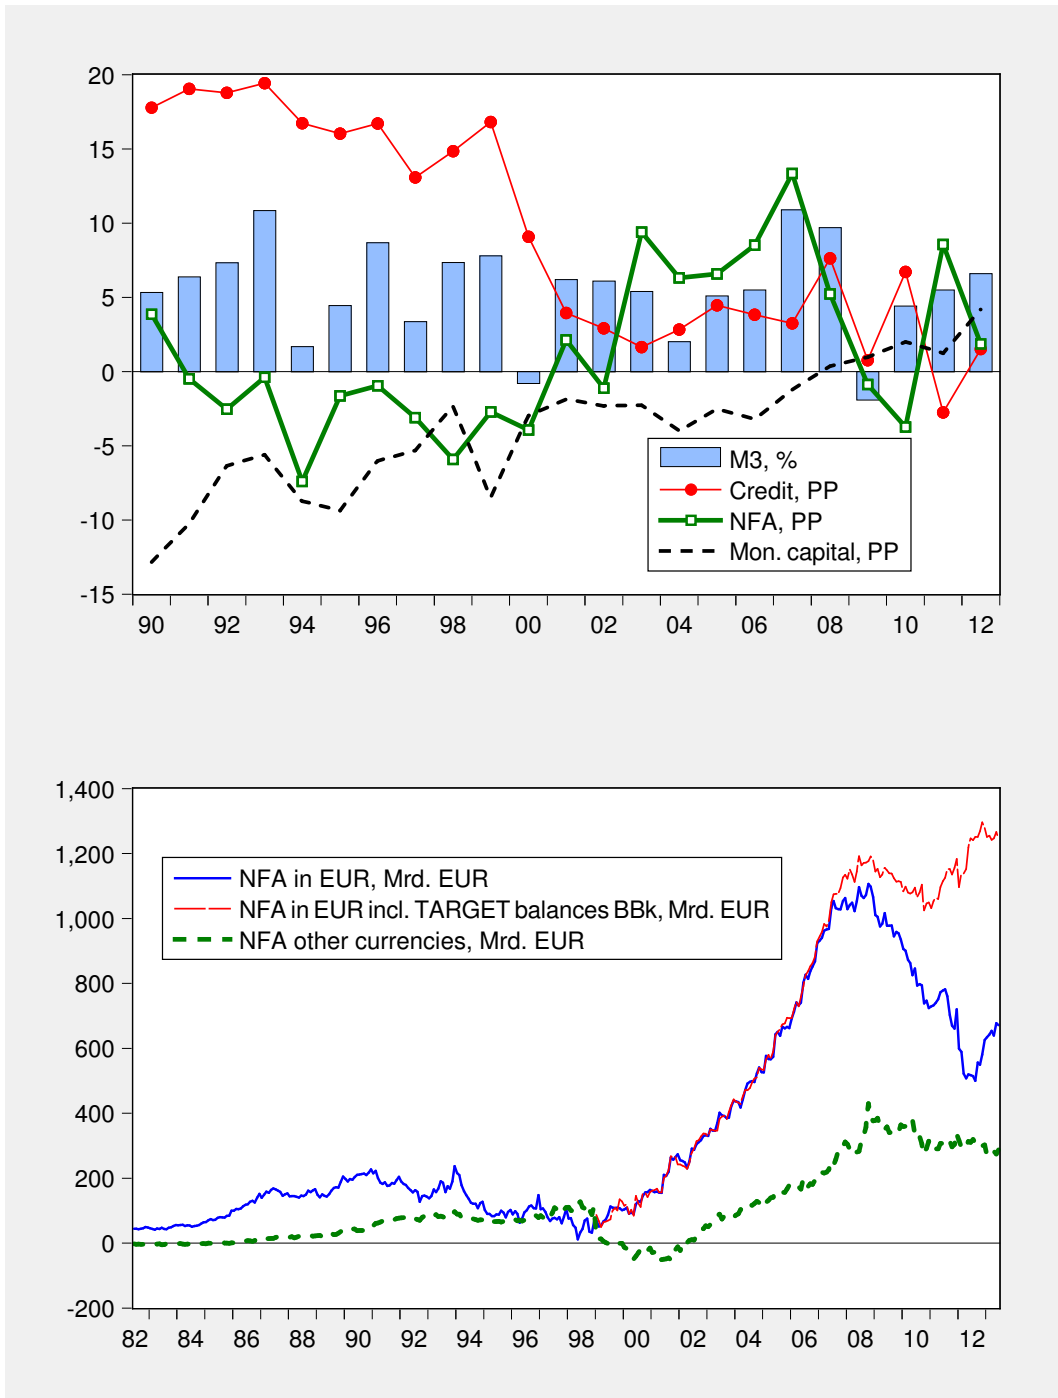 20
15
10
5
0
-5
-10
-15
M3, %
Credit, PP
NFA, PP
Mon. capital, PP
90 92 94 96 98 00 02 04 06 08 10 12
1,400
1,200
1,000
800
600
400
200
0
-200
NFA in EUR, Mrd. EUR
NFA in EUR incl. TARGET balances BBk, Mrd. EUR
NFA other currencies, Mrd. EUR
82 84 86 88 90 92 94 96 98 00 02 04 06 08 10 12